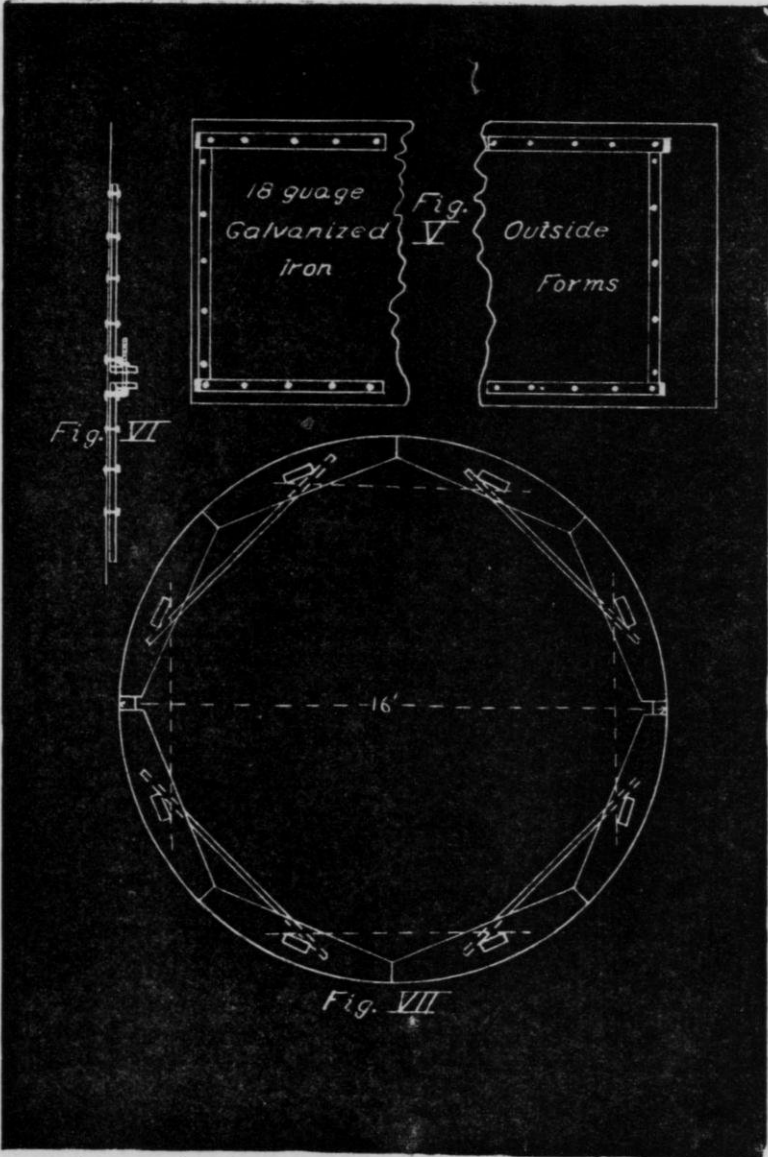 18 guage
Galvanized
iron
Fig.
V
Outside
Forms
Fig. VI
16'
Fig. VII